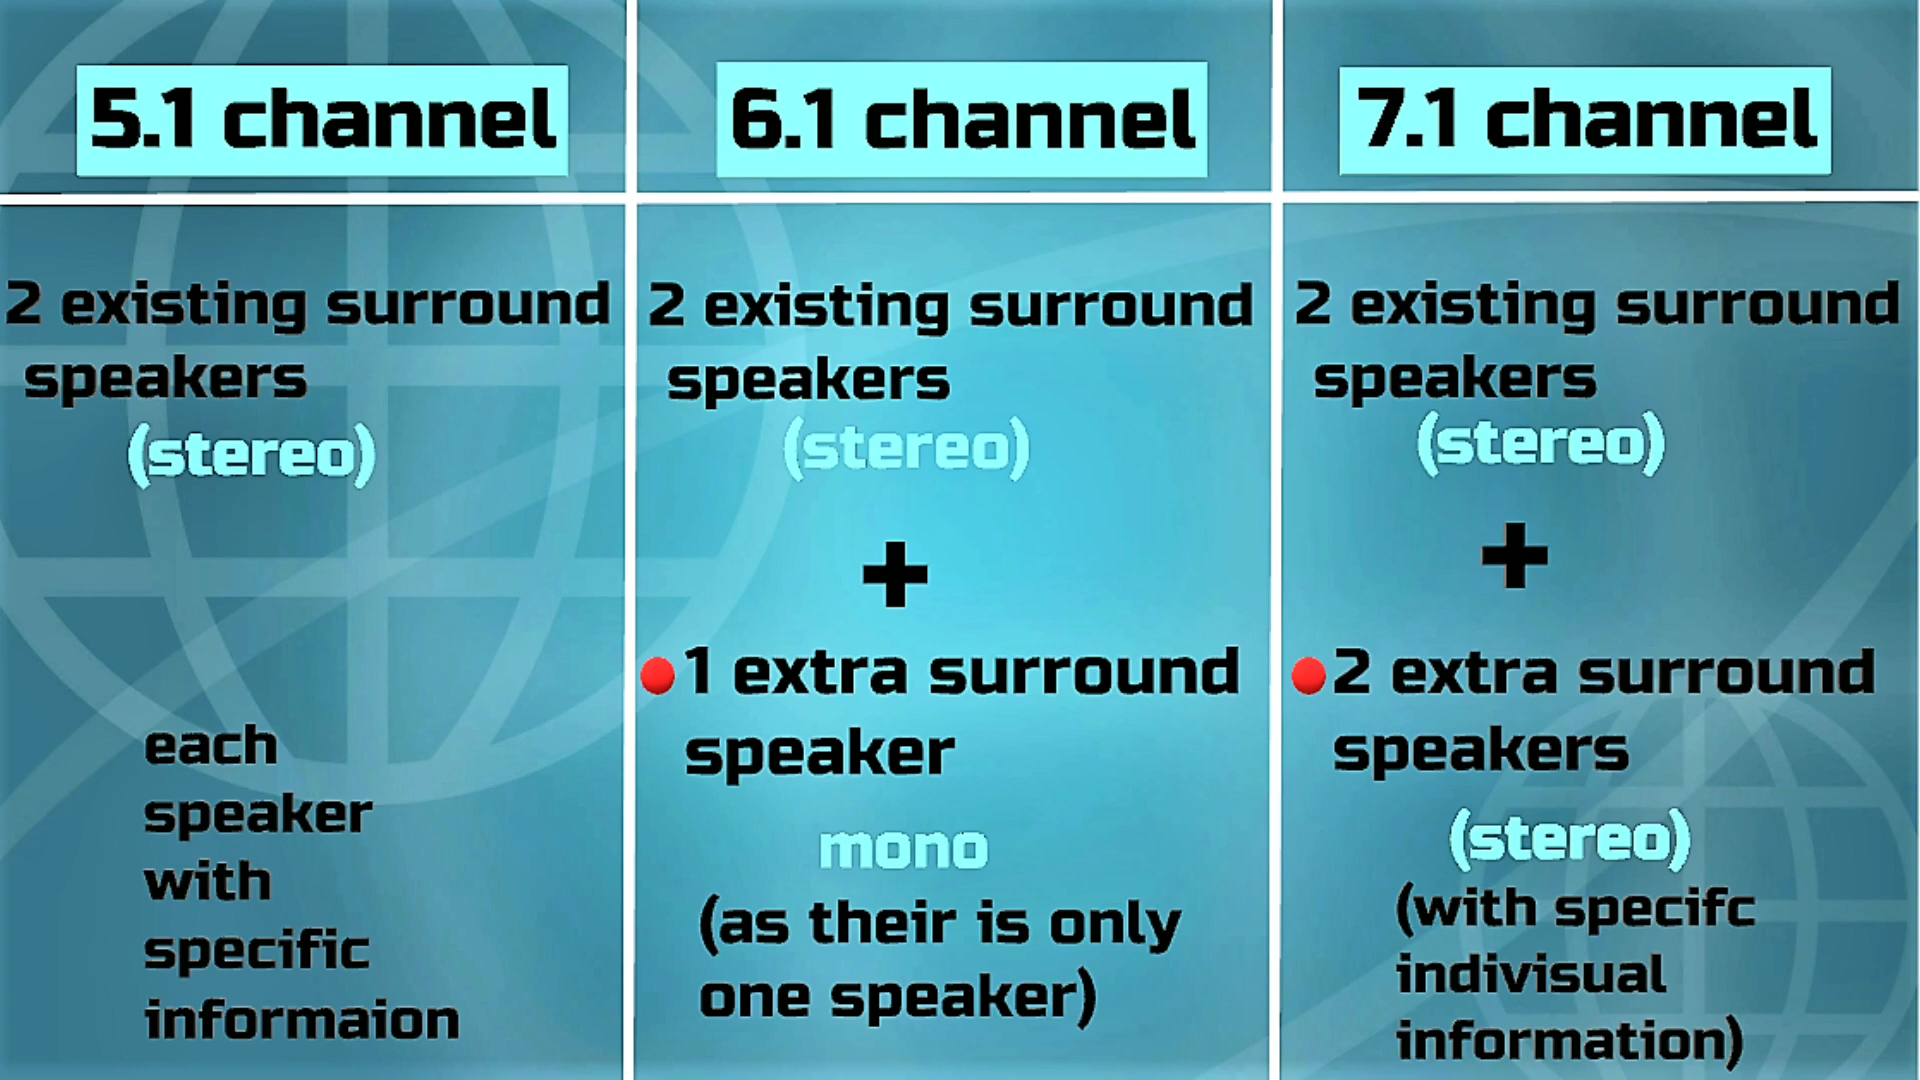 5.1 channel
2 existing surround
speakers
(stereo)
each
speaker
with
specific
informaion
6.1 channel
2 existing surround
speakers
(stereo)
+
1 extra surround
speaker
mono
(as their is only
one speaker)
7.1 channel
2 existing surround
speakers
(stereo)
+
2 extra surround
speakers
(stereo)
(with specifc
indivisual
information)